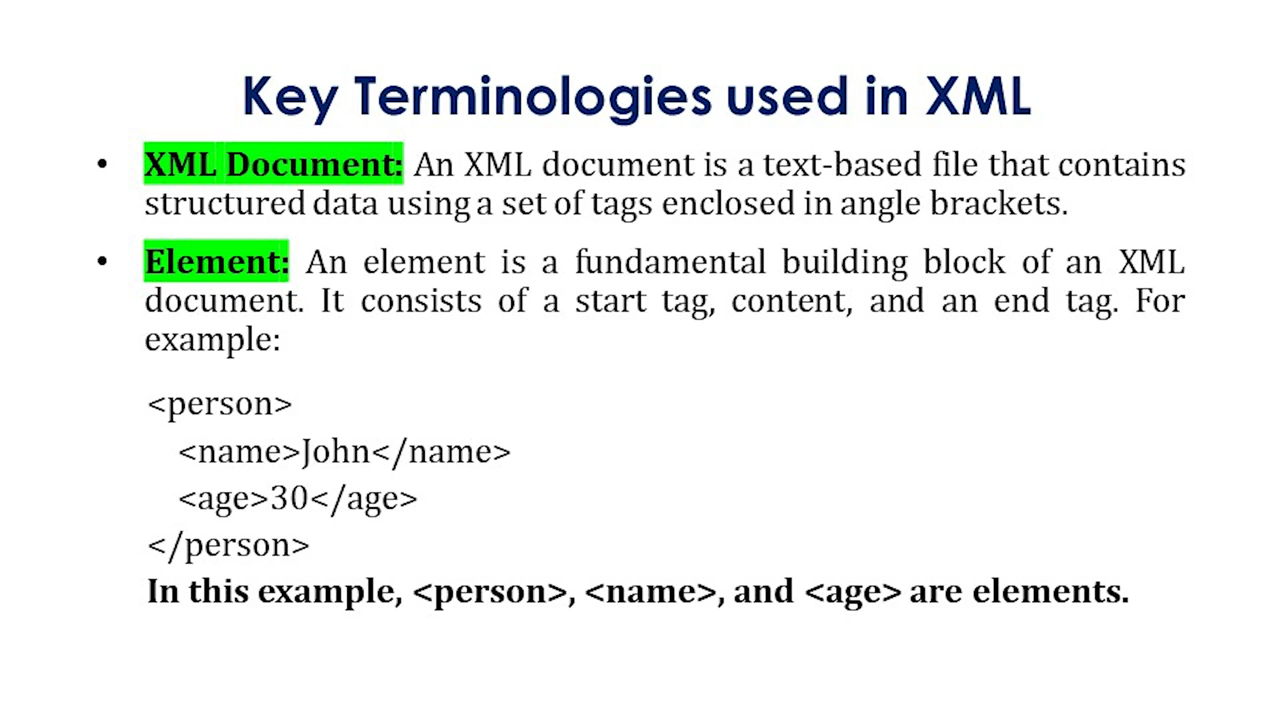 Key Terminologies used in XML
• XML Document: An XML document is a text-based file that contains
structured data using a set of tags enclosed in angle brackets.
• Element: An element is a fundamental building block of an XML
document. It consists of a start tag, content, and an end tag. For
example:
<person>
<name>John</name>
<age>30</age>
</person>
In this example, <person>, <name>, and <age> are elements.